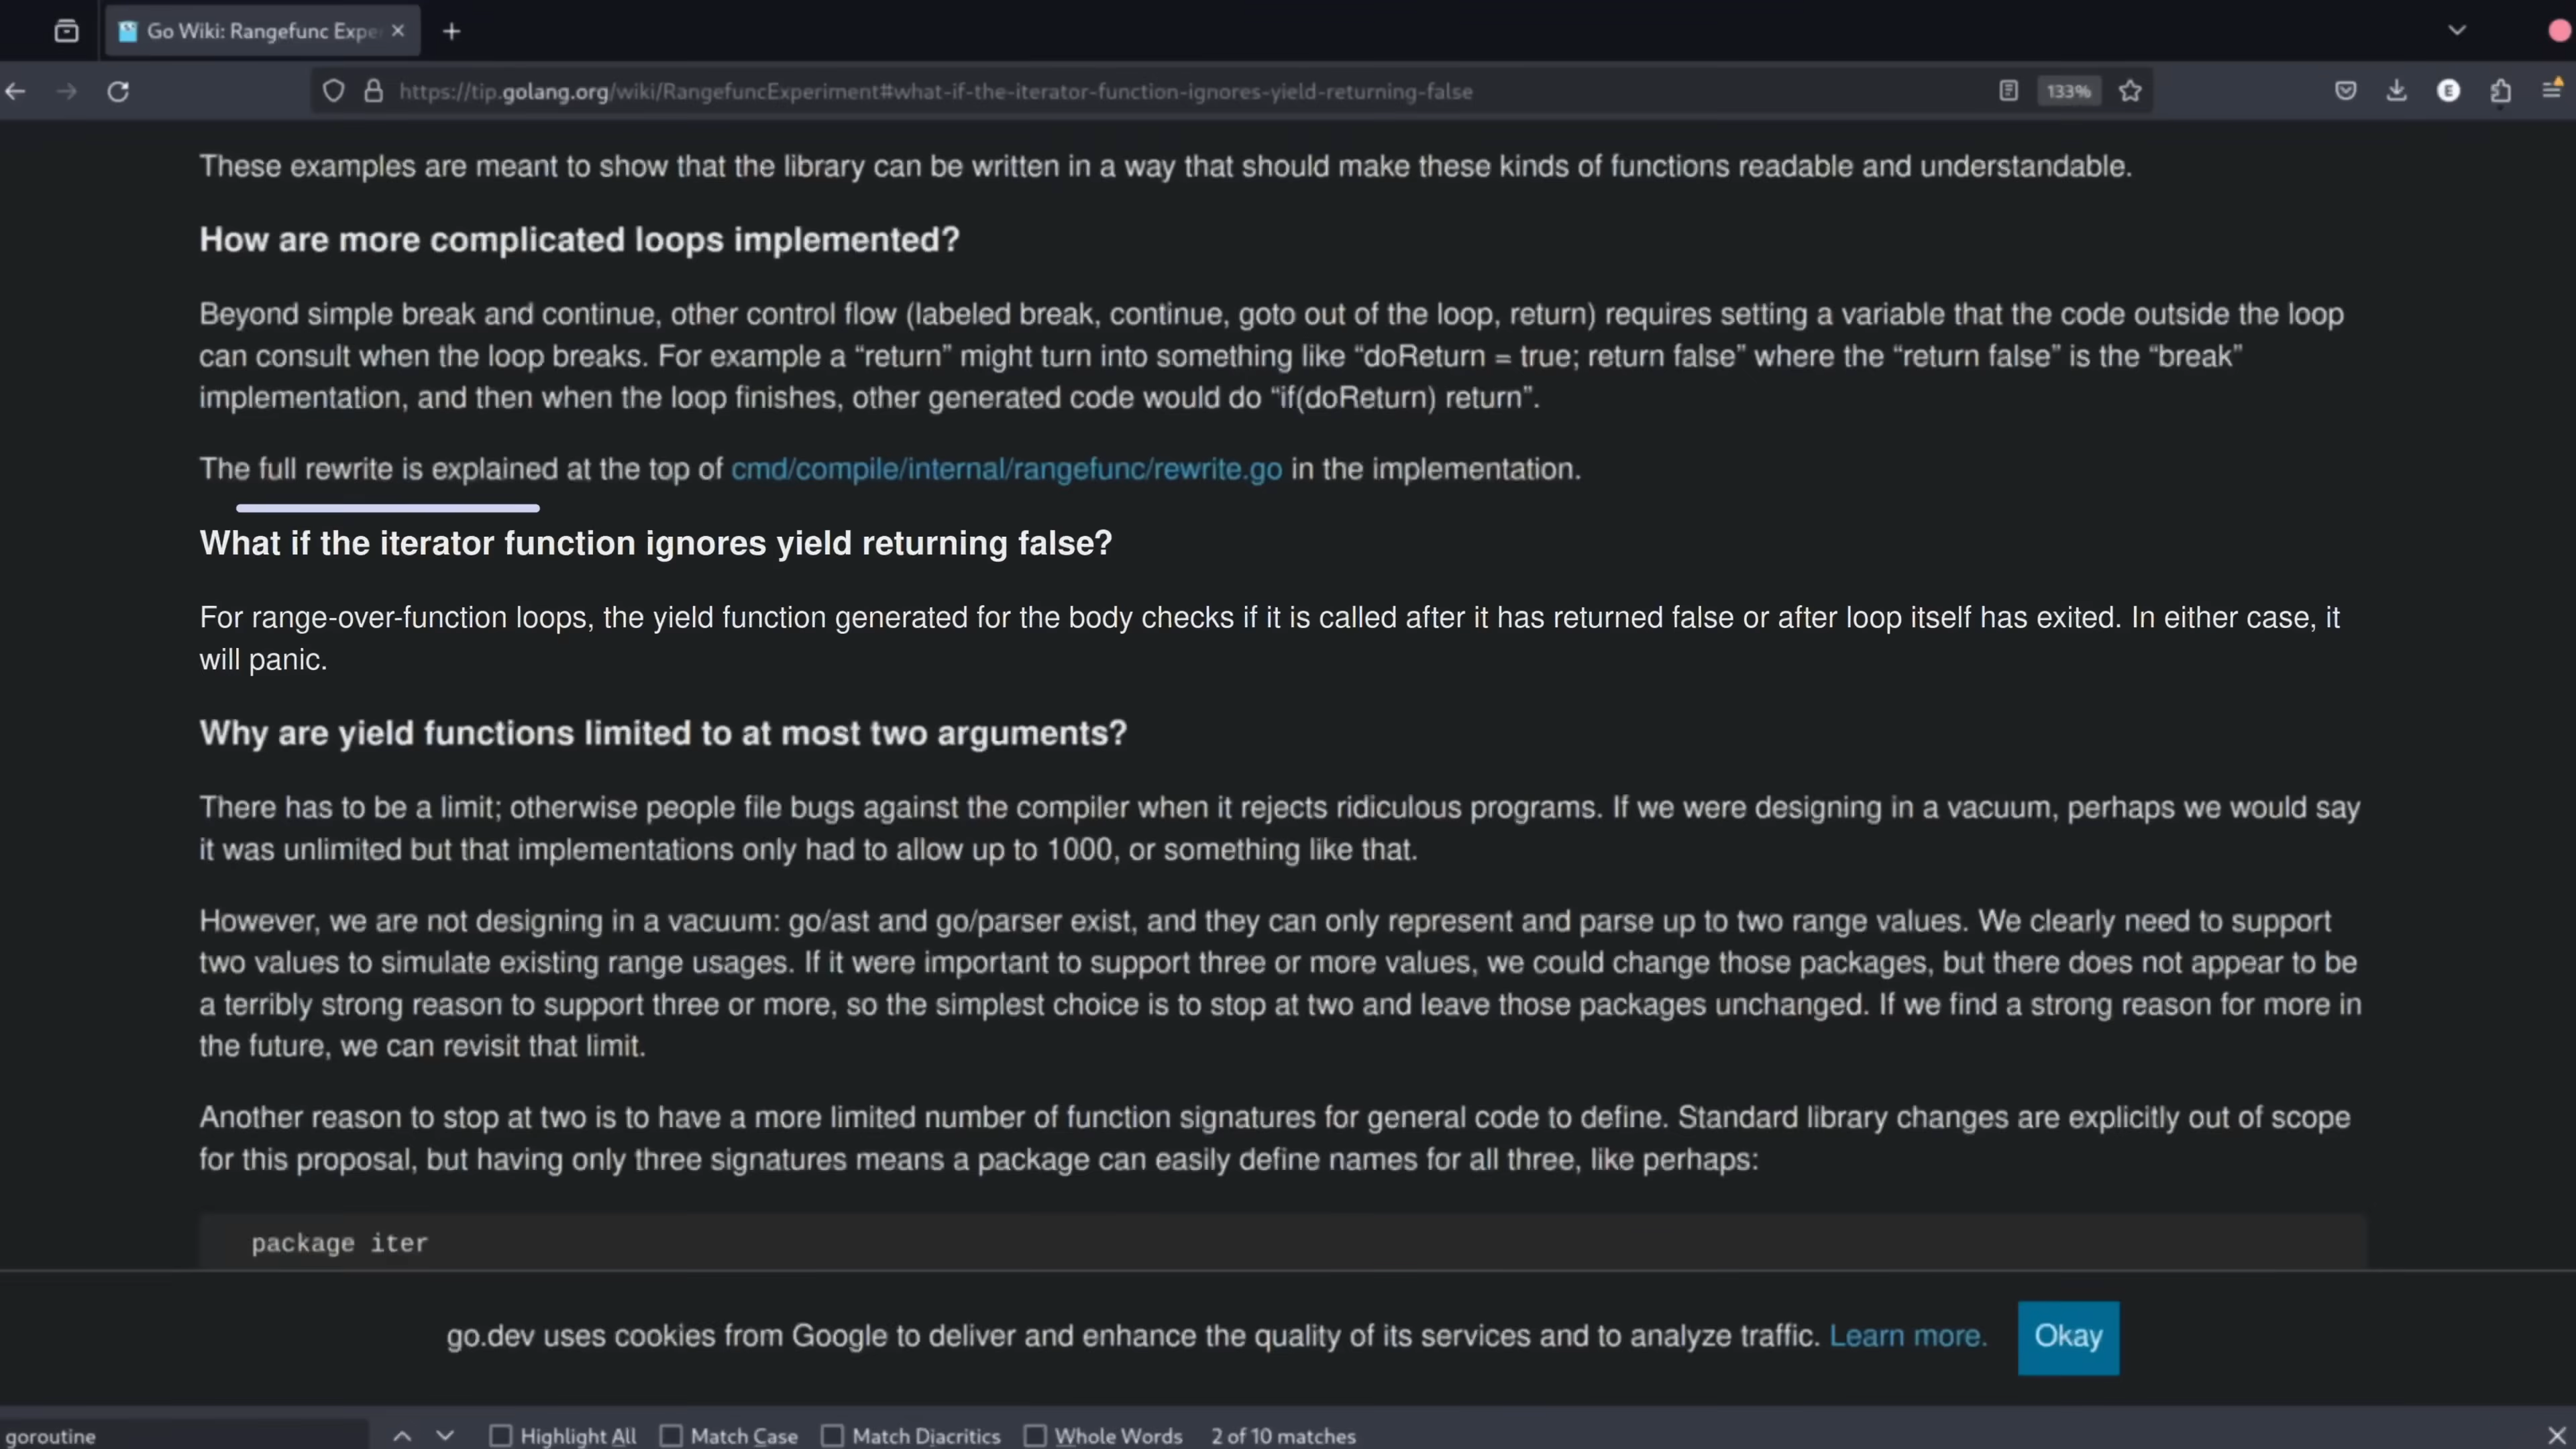 Go Wiki: Rangefunc Expe
https://tip.golang.org/wiki/RangefuncExperiment#what-if-the-iterator-function-ignores-yield-returning-false
133%
E
These examples are meant to show that the library can be written in a way that should make these kinds of functions readable and understandable.
How are more complicated loops implemented?
Beyond simple break and continue, other control flow (labeled break, continue, goto out of the loop, return) requires setting a variable that the code outside the loop
can consult when the loop breaks. For example a “return” might turn into something like “doReturn = true; return false” where the “return false” is the “break”
implementation, and then when the loop finishes, other generated code would do “if(doReturn) return”.
The full rewrite is explained at the top of cmd/compile/internal/rangefunc/rewrite.go in the implementation.
What if the iterator function ignores yield returning false?
For range-over-function loops, the yield function generated for the body checks if it is called after it has returned false or after loop itself has exited. In either case, it
will panic.
Why are yield functions limited to at most two arguments?
There has to be a limit; otherwise people file bugs against the compiler when it rejects ridiculous programs. If we were designing in a vacuum, perhaps we would say
it was unlimited but that implementations only had to allow up to 1000, or something like that.
However, we are not designing in a vacuum: go/ast and go/parser exist, and they can only represent and parse up to two range values. We clearly need to support
two values to simulate existing range usages. If it were important to support three or more values, we could change those packages, but there does not appear to be
a terribly strong reason to support three or more, so the simplest choice is to stop at two and leave those packages unchanged. If we find a strong reason for more in
the future, we can revisit that limit.
Another reason to stop at two is to have a more limited number of function signatures for general code to define. Standard library changes are explicitly out of scope
for this proposal, but having only three signatures means a package can easily define names for all three, like perhaps:
package iter
go.dev uses cookies from Google to deliver and enhance the quality of its services and to analyze traffic. Learn more. Okay
goroutine Highlight All Match Case Match Diacritics Whole Words 2 of 10 matches